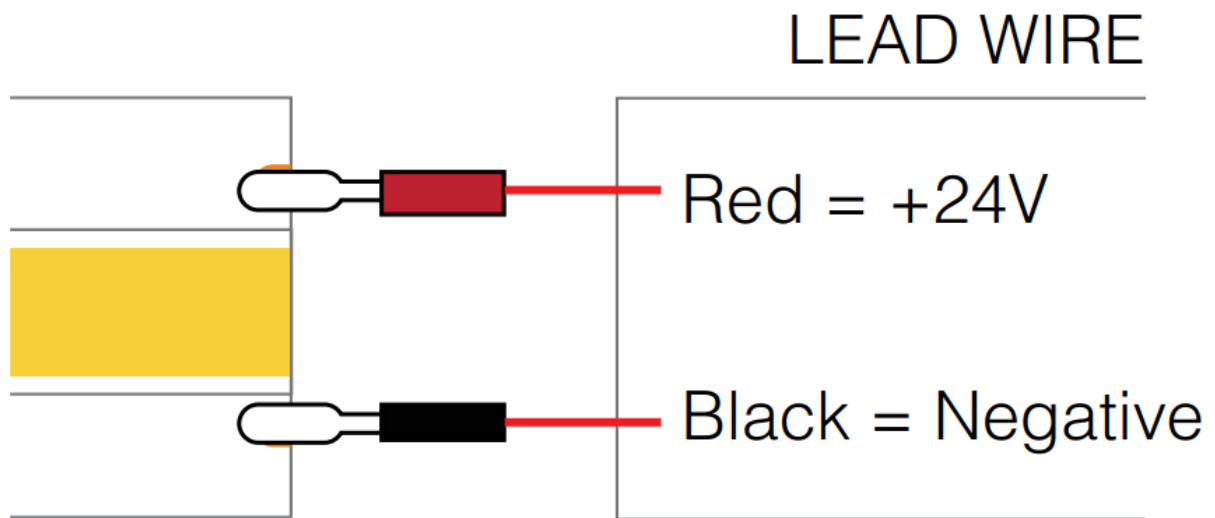 LEAD WIRE
Red = +24V
Black = Negative